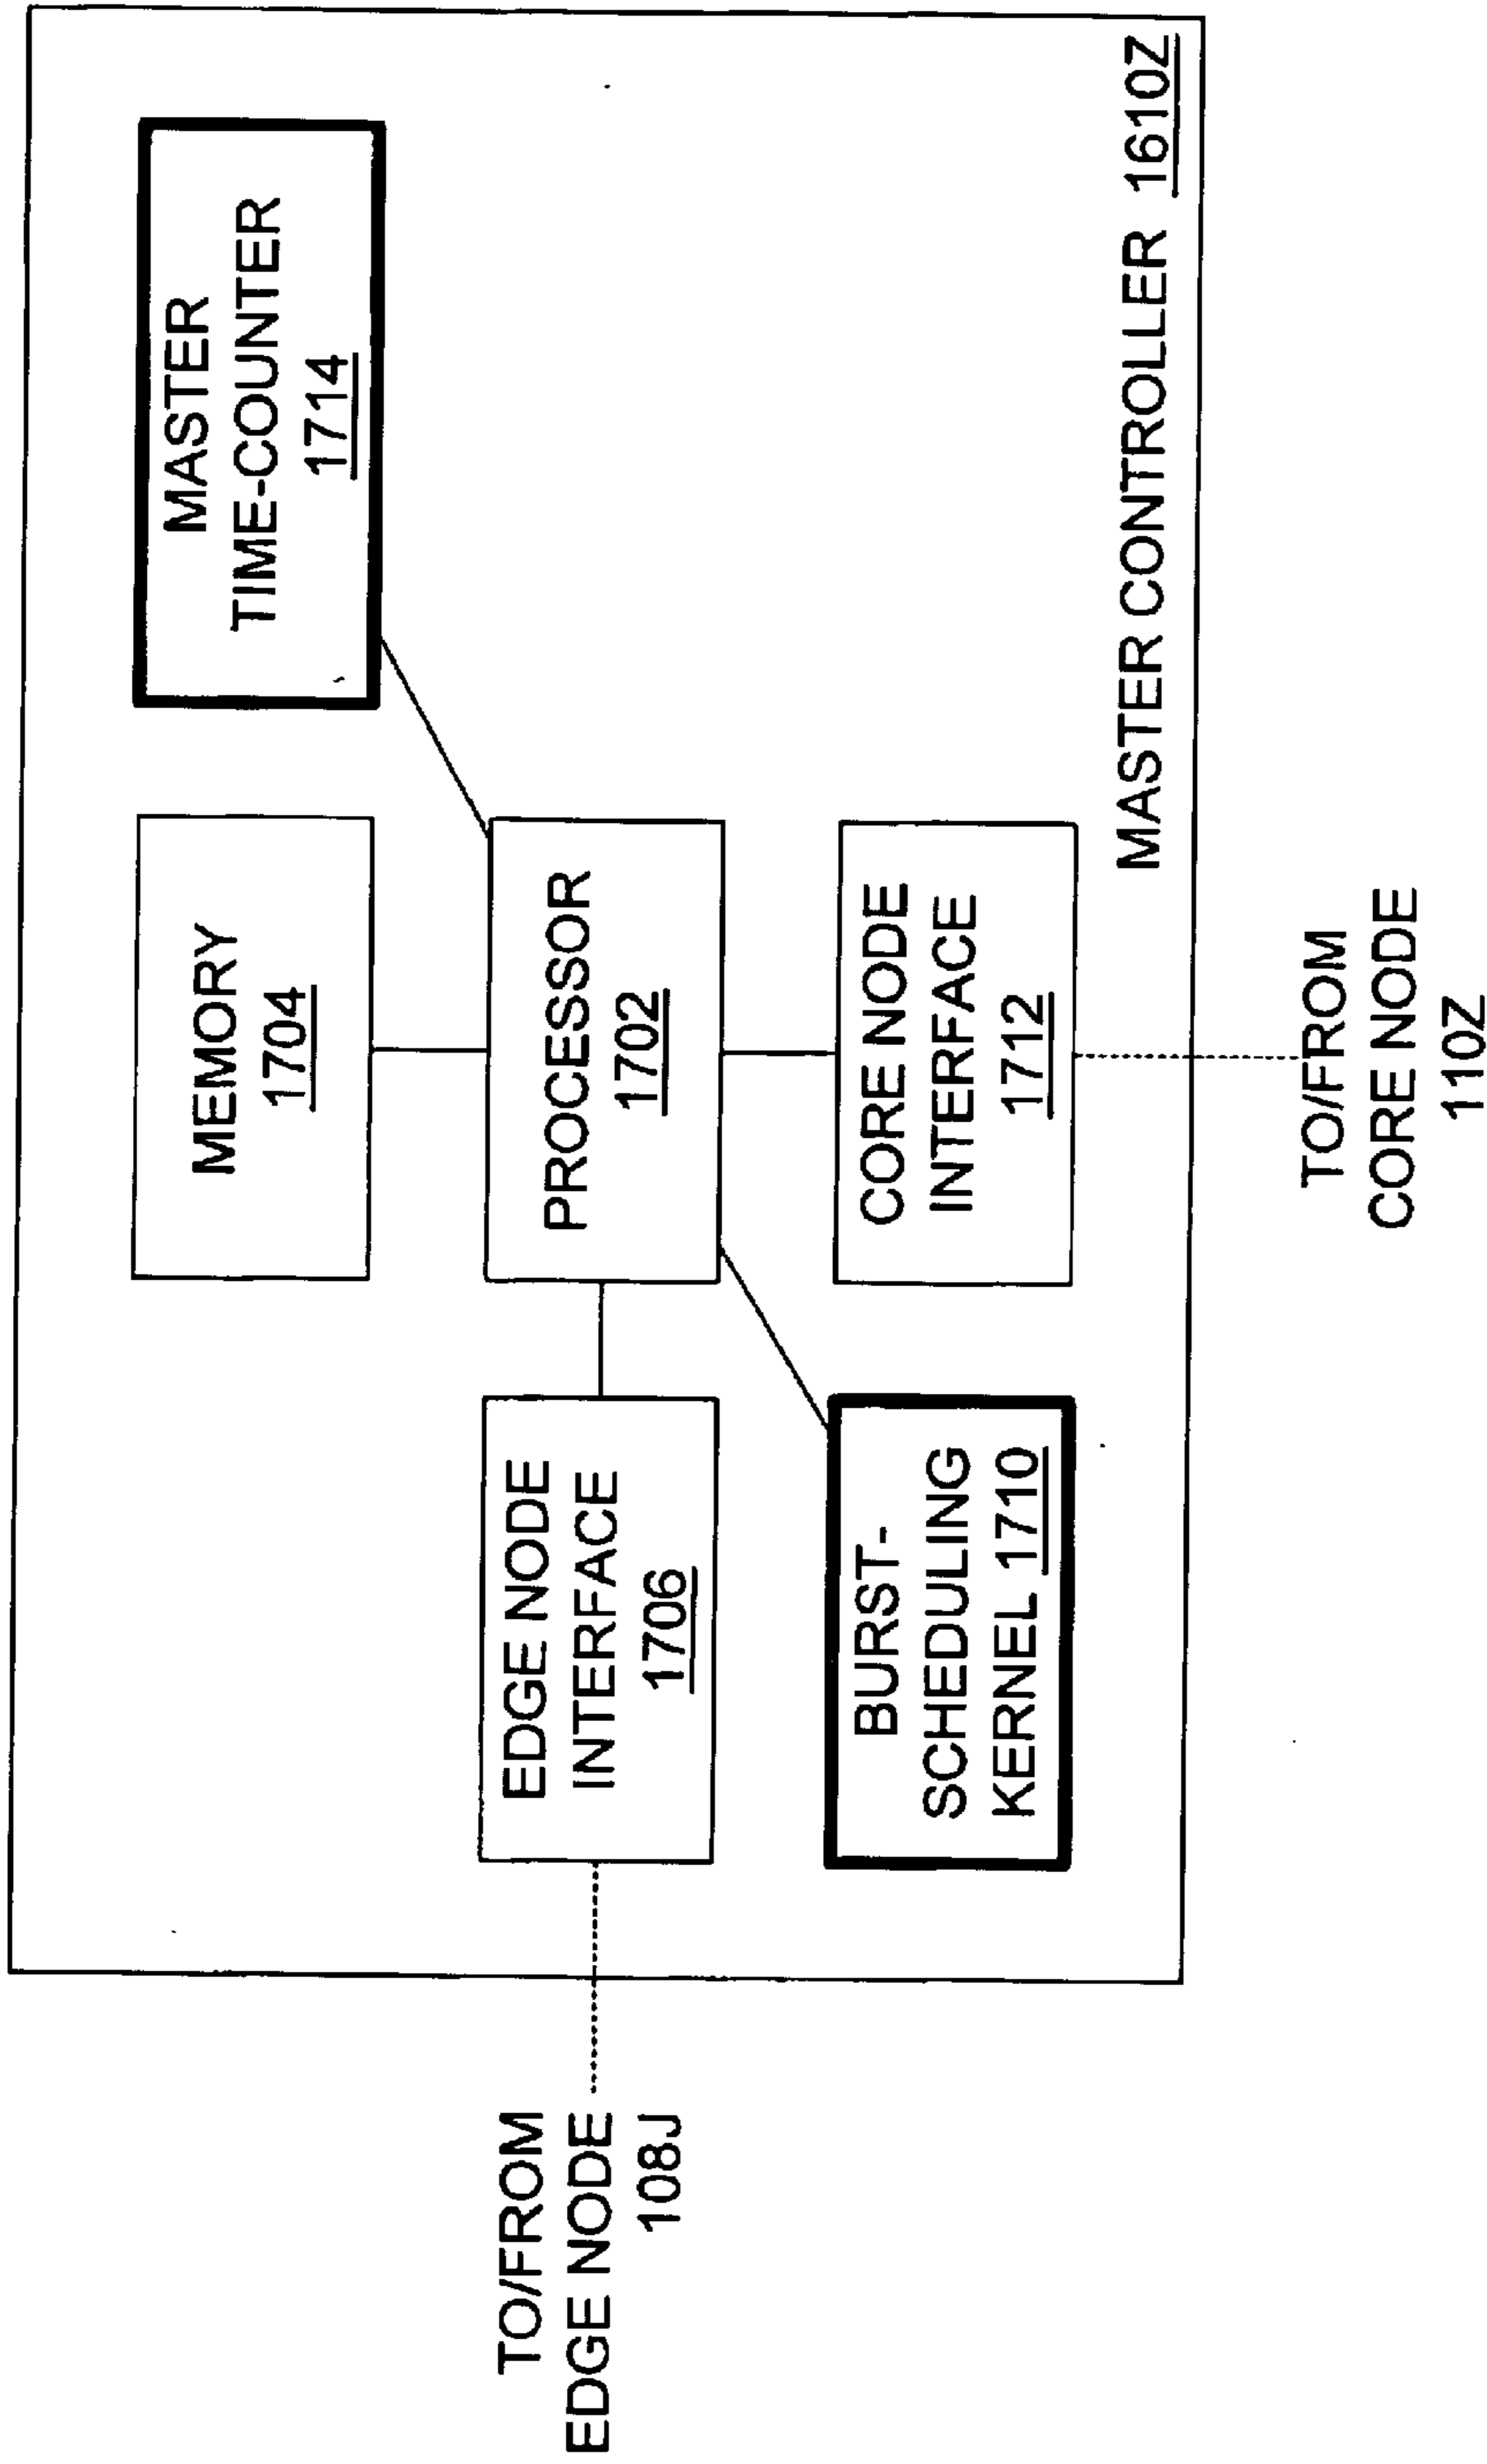 MEMORY
1704
MASTER
TIME-COUNTER
1714
TO/FROM
EDGE NODE
108J
EDGE NODE
INTERFACE
1706
PROCESSOR
1702
BURST-
SCHEDULING
KERNEL 1710
CORE NODE
INTERFACE
1712
MASTER CONTROLLER 1610Z
TO/FROM
CORE NODE
110Z